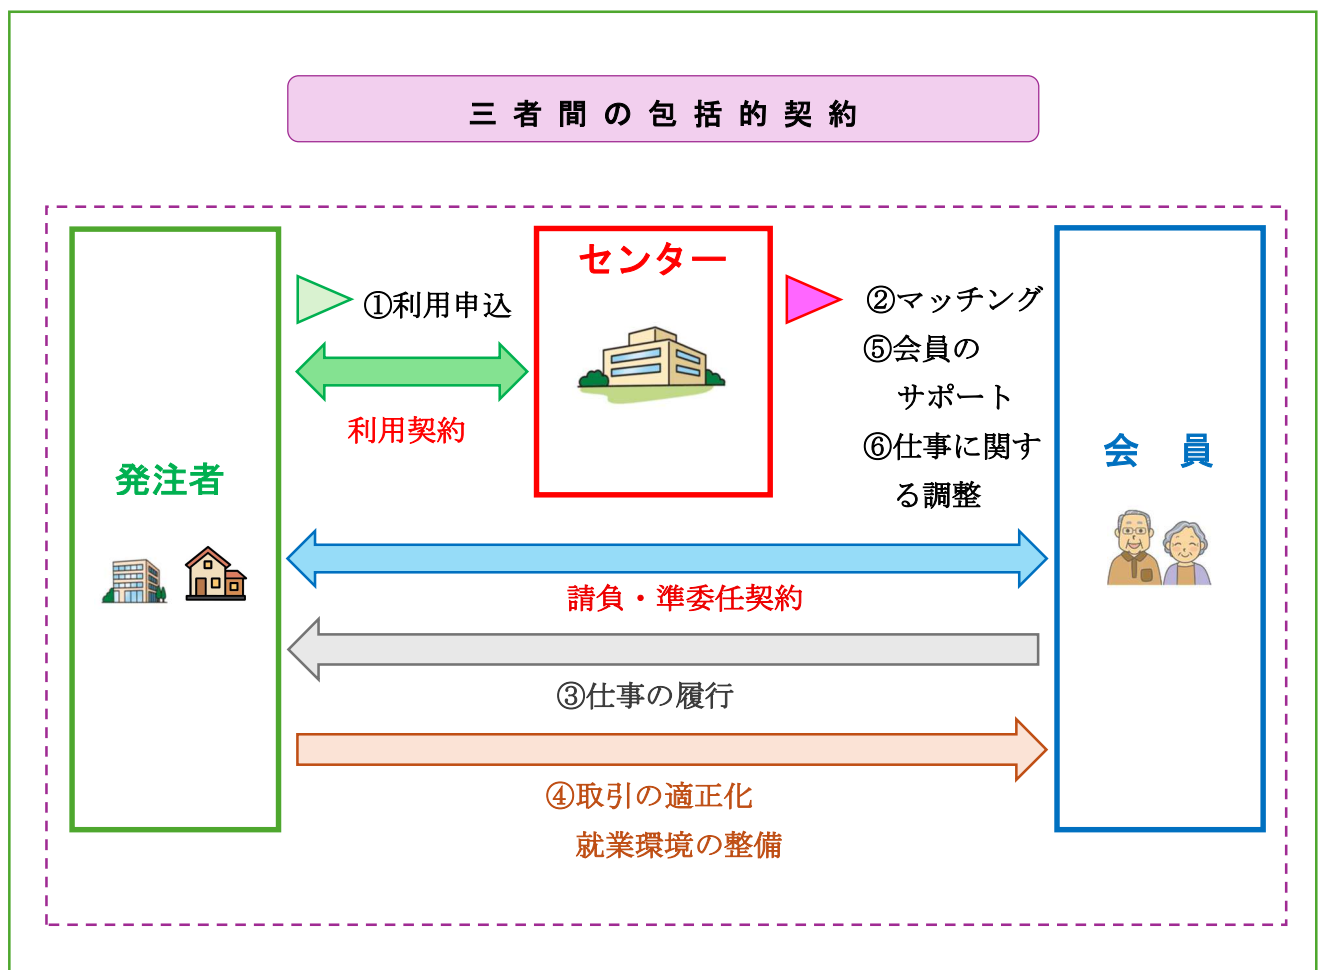 三者間の包括的契約
センター
①利用申込
利用契約
②マッチング
⑤会員の
サポート
⑥仕事に関す
る調整
発注者
会　員
請負・準委任契約
③仕事の履行
④取引の適正化
就業環境の整備